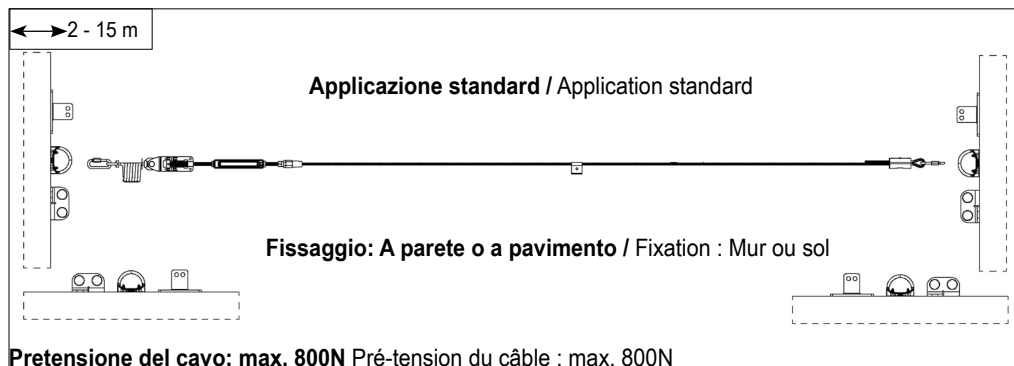 2 - 15 m
Applicazione standard / Application standard
Fissaggio: A parete o a pavimento / Fixation : Mur ou sol
Pretensione del cavo: max. 800N Pré-tension du câble : max. 800N